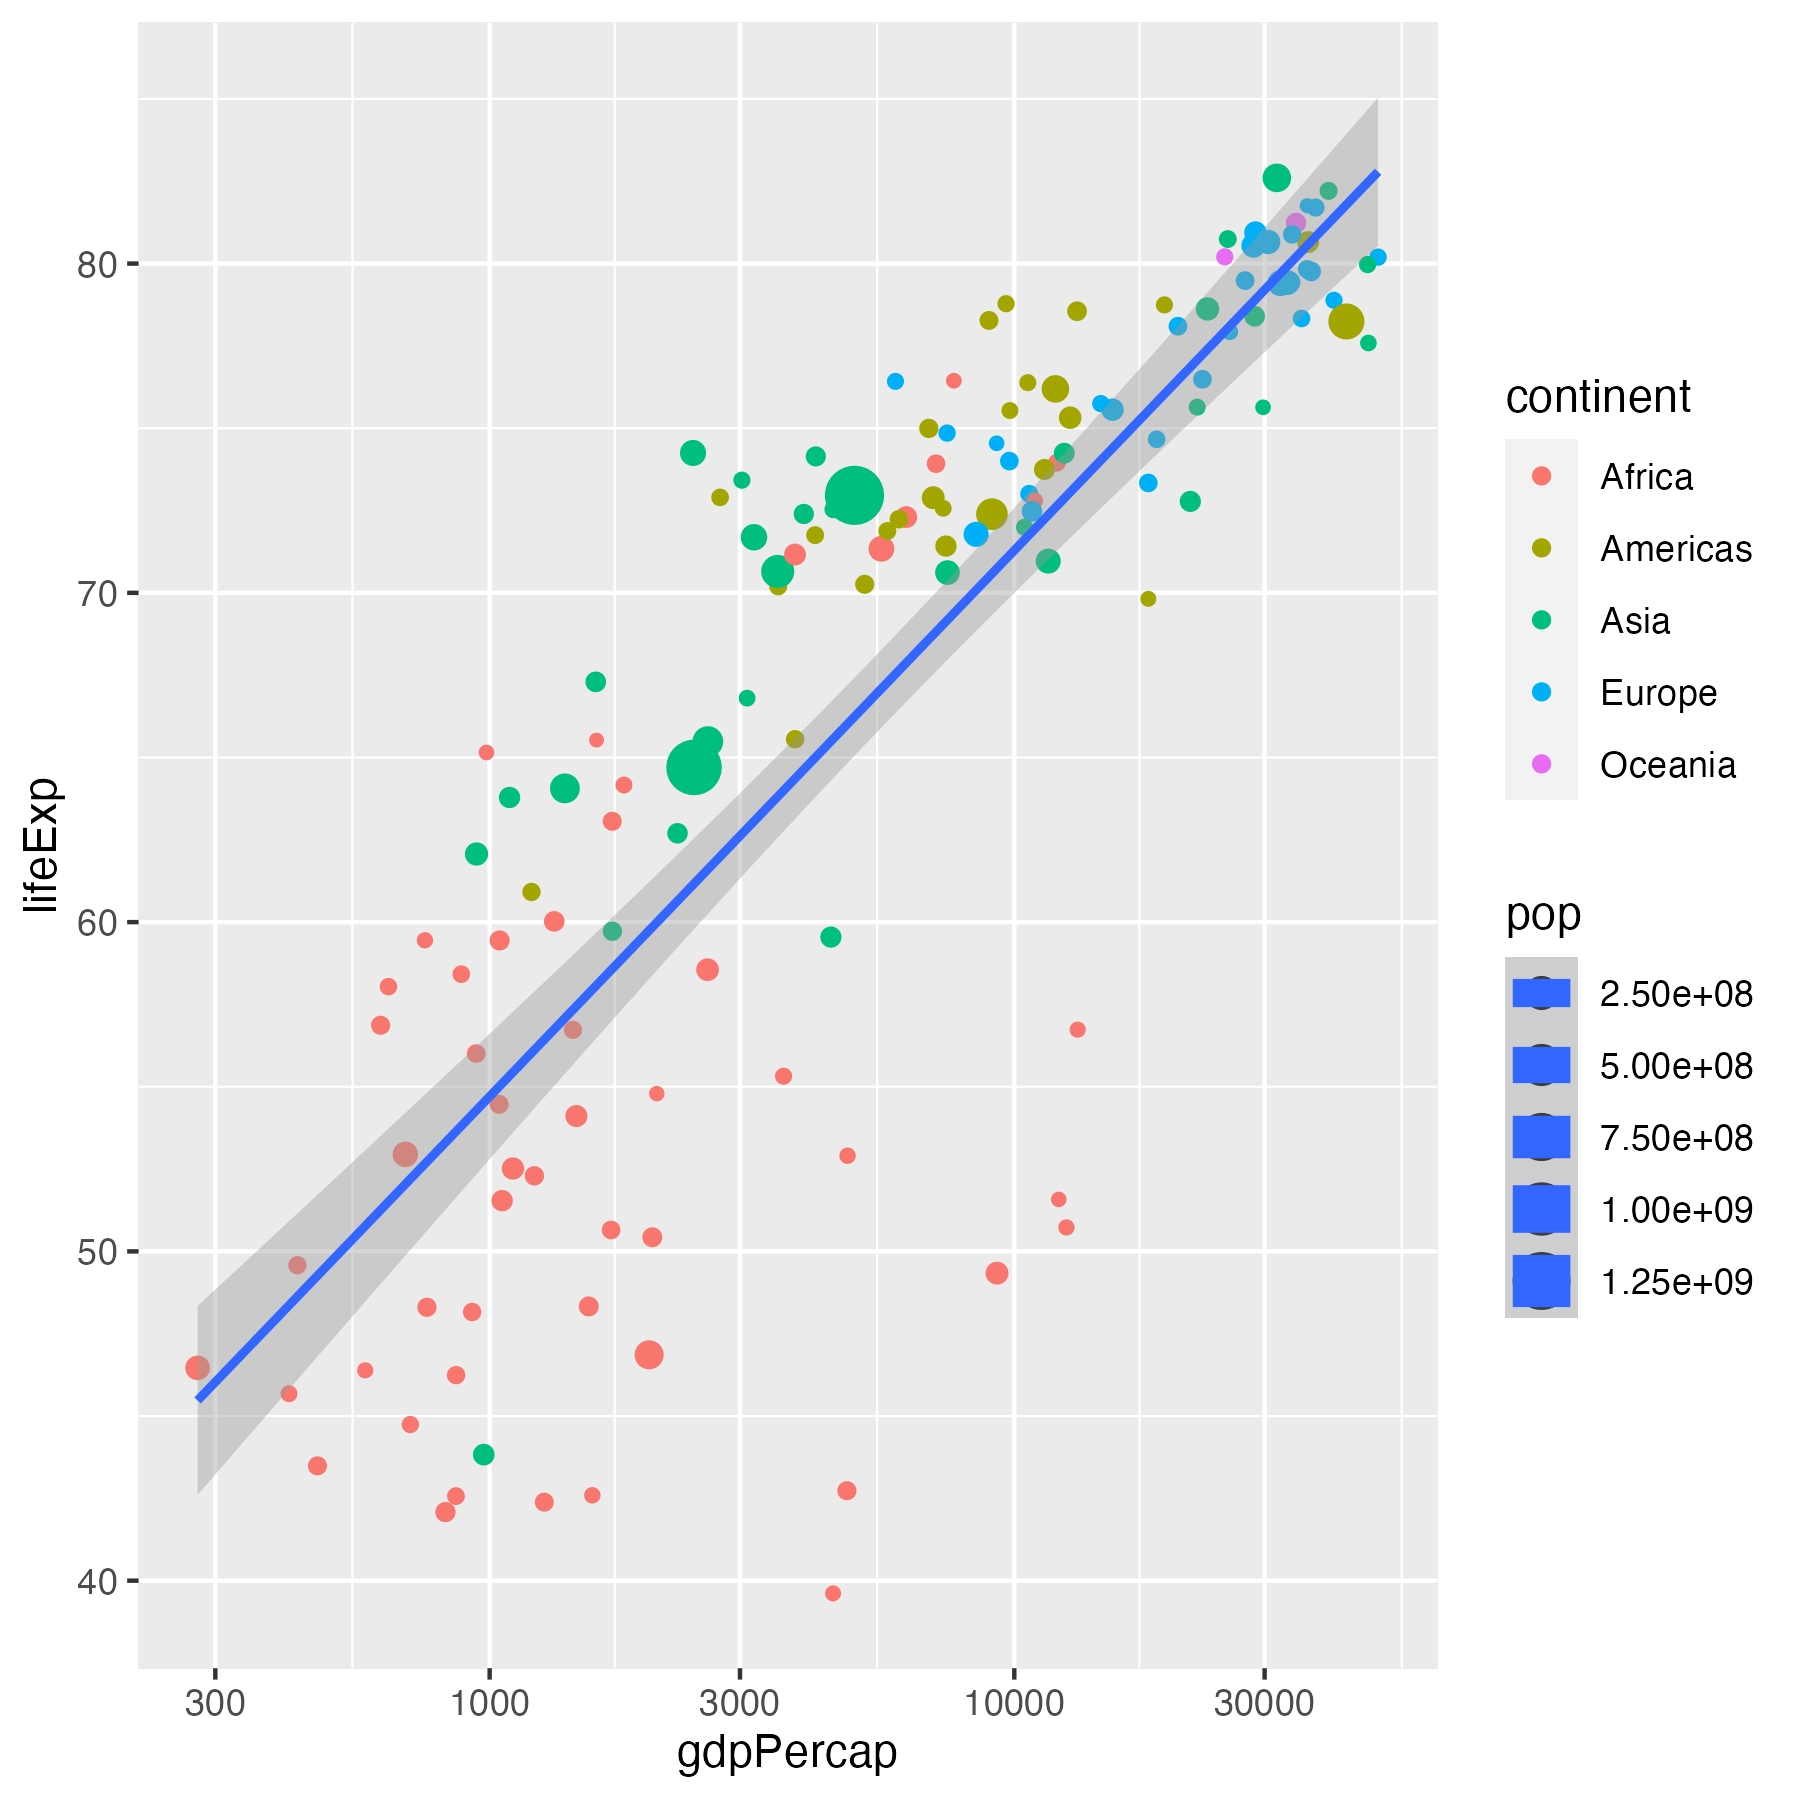 80
70
60
50
40
lifeExp
300
1000
3000
10000
30000
gdpPercap
continent
Africa
Americas
Asia
Europe
Oceania
pop
2.50e+08
5.00e+08
7.50e+08
1.00e+09
1.25e+09